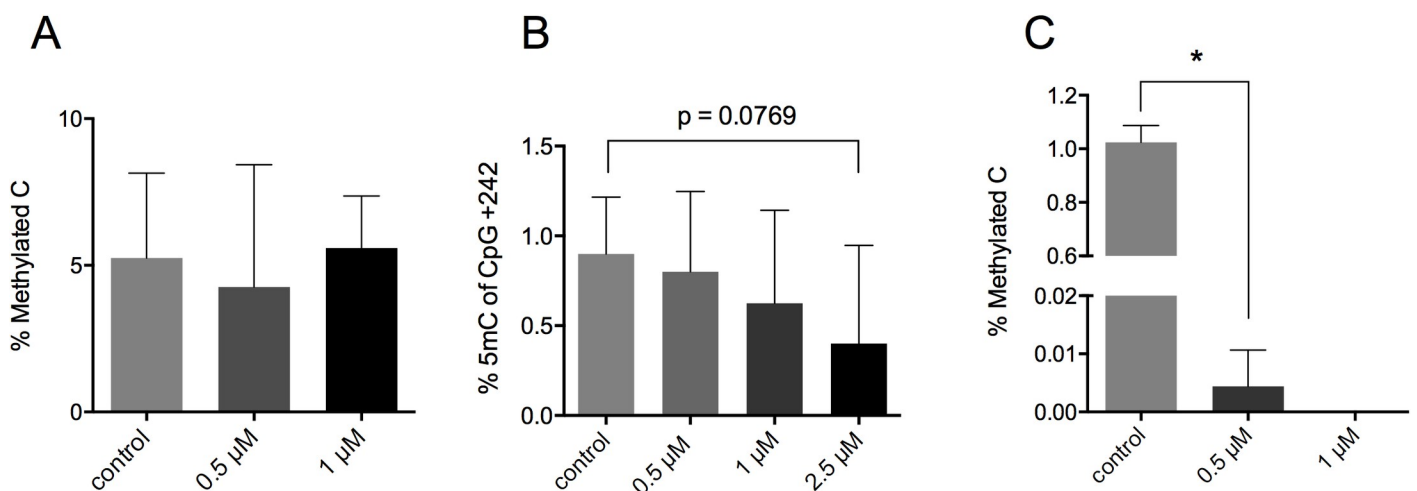 A
% Methylated C
10
5
0
control
0.5 µM
1 µM
B
p = 0.0769
% 5mC of CpG +242
1.5
1.0
0.5
0.0
control
0.5 µM
1 µM
2.5 µM
C
*
% Methylated C
1.2
1.0
0.8
0.6
0.02
0.01
0.00
control
0.5 µM
1 µM